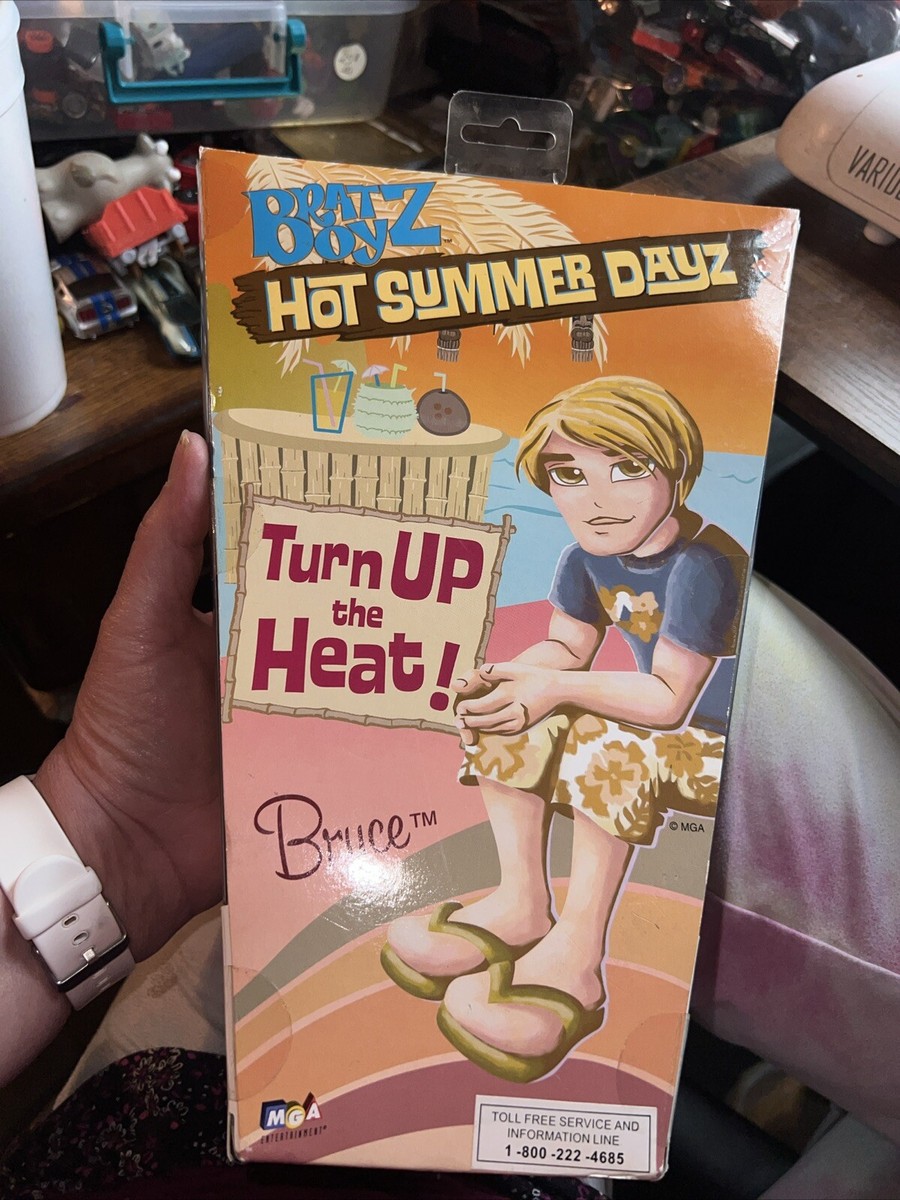 BRATZ
BOYZ™
HOT SUMMER DAYZ
Turn UP
the
Heat!
Bruce™
© MGA
MGA
ENTERTAINMENT®
TOLL FREE SERVICE AND
INFORMATION LINE
1-800-222-4685